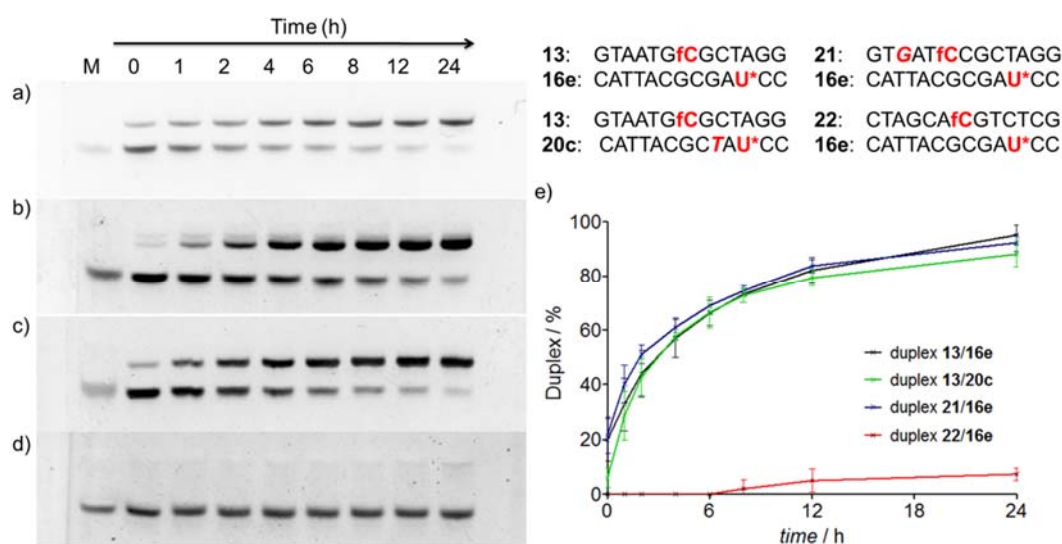 Time (h)
M 0 1 2 4 6 8 12 24
a)
b)
c)
d)
13: GTAATGfCGCTAGG
16e: CATTACGCGAU*CC
21: GTGATfCCGCTAGG
16e: CATTACGCGAU*CC
13: GTAATGfCGCTAGG
20c: CATTACGCTAU*CC
22: CTAGCAfCGTCTCG
16e: CATTACGCGAU*CC
e)
Duplex / %
100
80
60
40
20
0
duplex 13/16e
duplex 13/20c
duplex 21/16e
duplex 22/16e
0 6 12 18 24
time / h